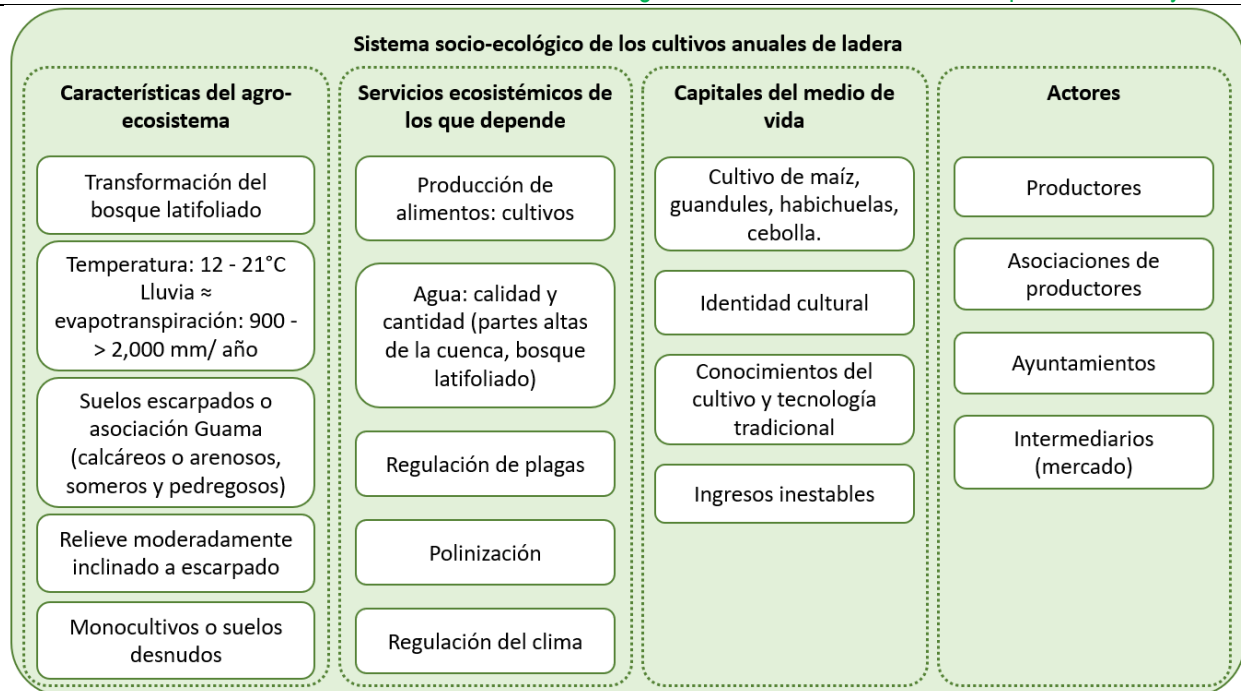 Sistema socio-ecológico de los cultivos anuales de ladera
Características del agro-
ecosistema
Transformación del
bosque latifoliado
Temperatura: 12 - 21°C
Lluvia ≈
evapotranspiración: 900 -
> 2,000 mm/ año
Suelos escarpados o
asociación Guama
(calcáreos o arenosos,
someros y pedregosos)
Relieve moderadamente
inclinado a escarpado
Monocultivos o suelos
desnudos
Servicios ecosistémicos de
los que depende
Producción de
alimentos: cultivos
Agua: calidad y
cantidad (partes altas
de la cuenca, bosque
latifoliado)
Regulación de plagas
Polinización
Regulación del clima
Capitales del medio de
vida
Cultivo de maíz,
guandules, habichuelas,
cebolla.
Identidad cultural
Conocimientos del
cultivo y tecnología
tradicional
Ingresos inestables
Actores
Productores
Asociaciones de
productores
Ayuntamientos
Intermediarios
(mercado)